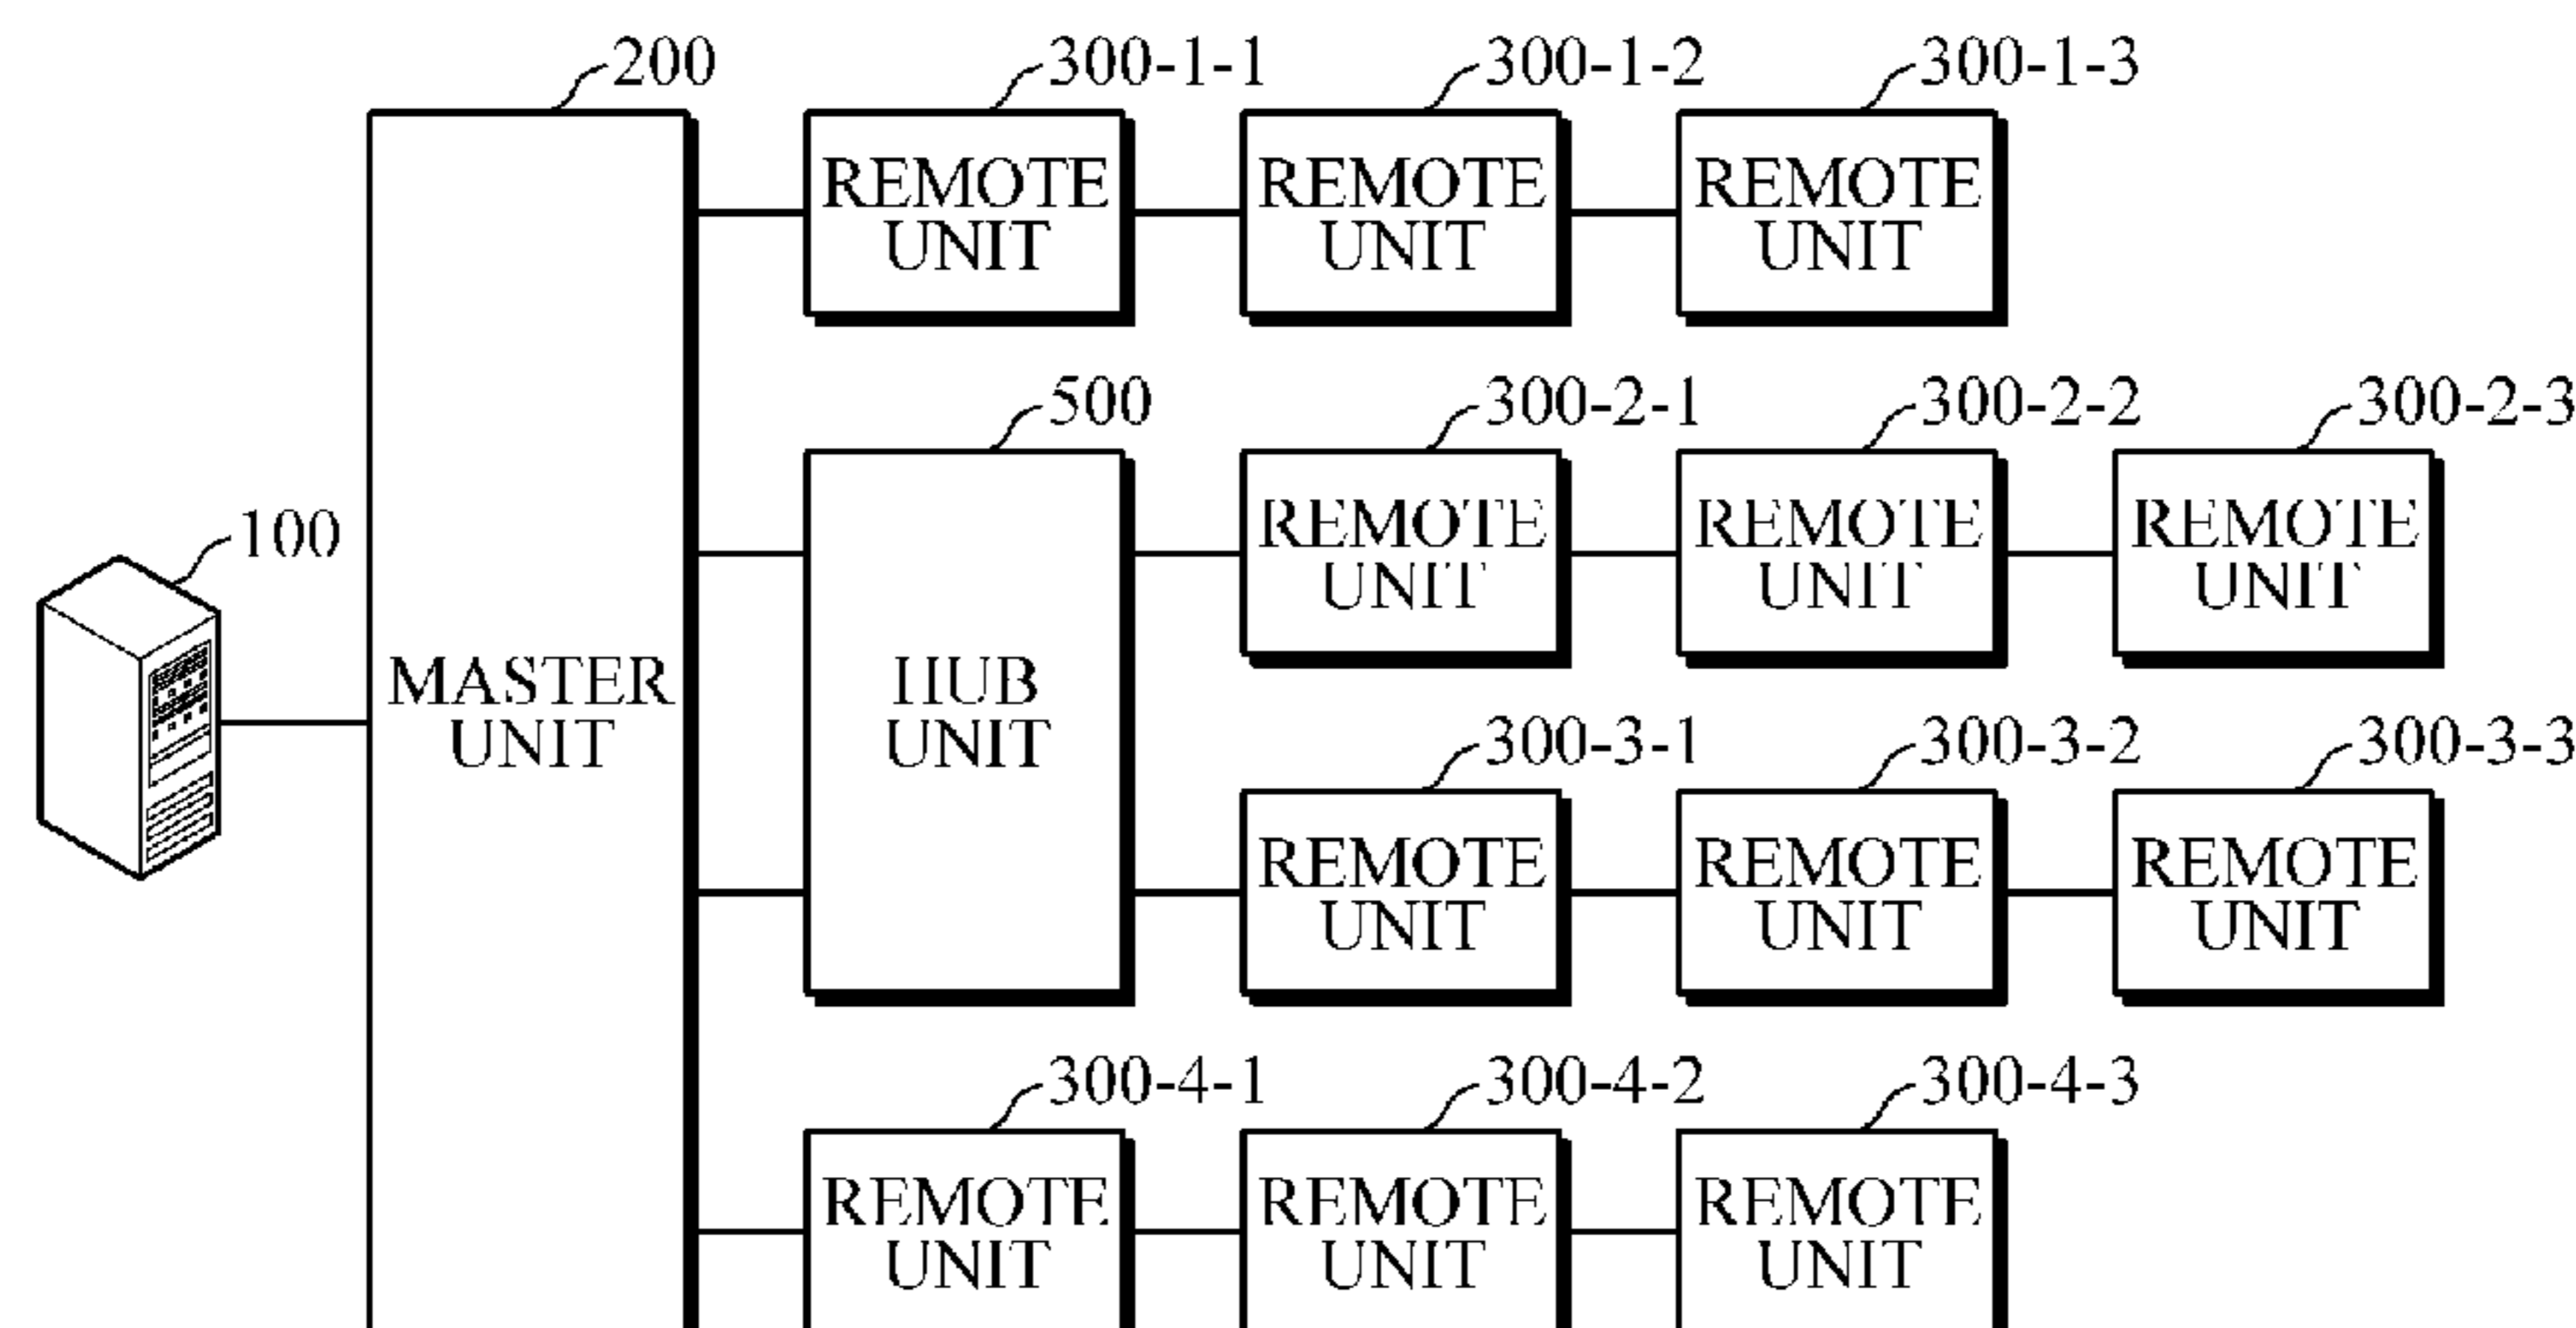 200
300-1-1
300-1-2
300-1-3
REMOTE
UNIT
REMOTE
UNIT
REMOTE
UNIT
500
300-2-1
300-2-2
300-2-3
REMOTE
UNIT
REMOTE
UNIT
REMOTE
UNIT
100
MASTER
UNIT
HUB
UNIT
300-3-1
300-3-2
300-3-3
REMOTE
UNIT
REMOTE
UNIT
REMOTE
UNIT
300-4-1
300-4-2
300-4-3
REMOTE
UNIT
REMOTE
UNIT
REMOTE
UNIT